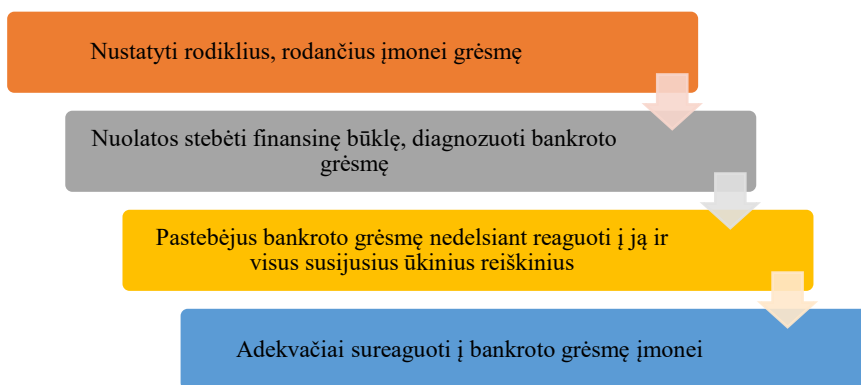 Nustatyti rodiklius, rodančius įmonei grėsmę
Nuolatos stebėti finansinę būklę, diagnozuoti bankroto
grėsmę
Pastebėjus bankroto grėsmę nedelsiant reaguoti į ją ir
visus susijusius ūkinius reiškinius
Adekvačiai sureaguoti į bankroto grėsmę įmonei